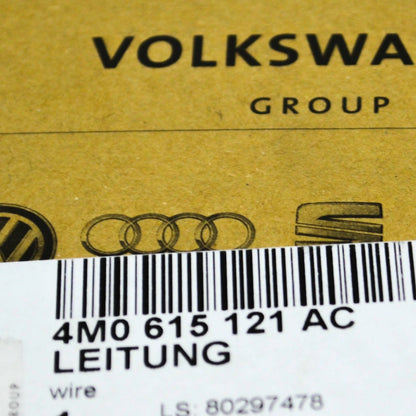 VOLKSWA
GROUP
4M0 615 121 AC
LEITUNG
wire
LS: 80297478